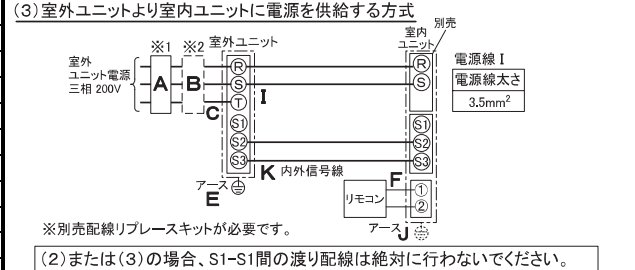 (3)室外ユニットより室内ユニットに電源を供給する方式
※1 ※2 室外ユニット 室内ユニット 別売
室外ユニット電源
三相 200V
A B C
R S T S1 S2 S3
I
R S S1 S2 S3
電源線 I
電源線太さ
3.5mm²
K 内外信号線
アース
E
リモコン
F
① ②
アース J
※別売配線リプレースキットが必要です。
(2)または(3)の場合、S1-S1間の渡り配線は絶対に行わないでください。